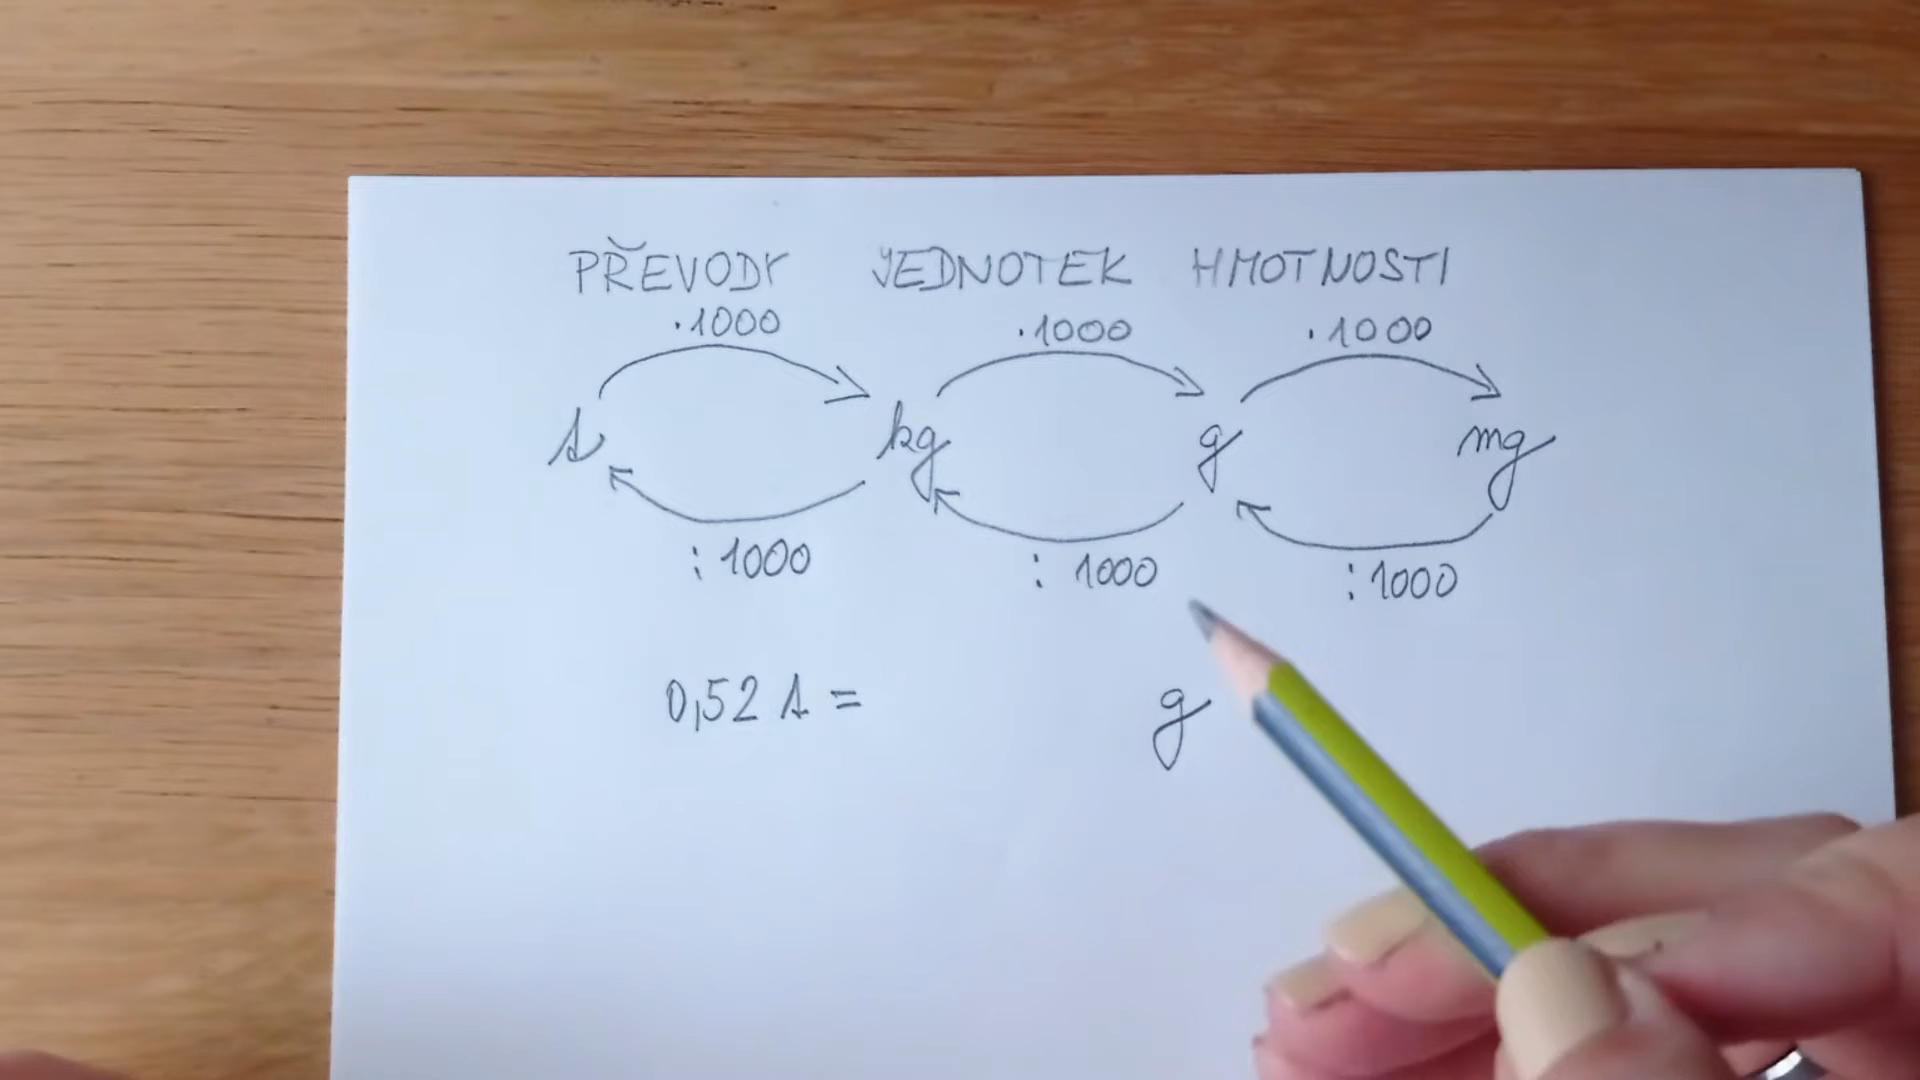 PŘEVODY JEDNOTEK HMOTNOSTI
.1000 .1000 .1000
t kg g mg
: 1000 : 1000 : 1000
0,52 t = g